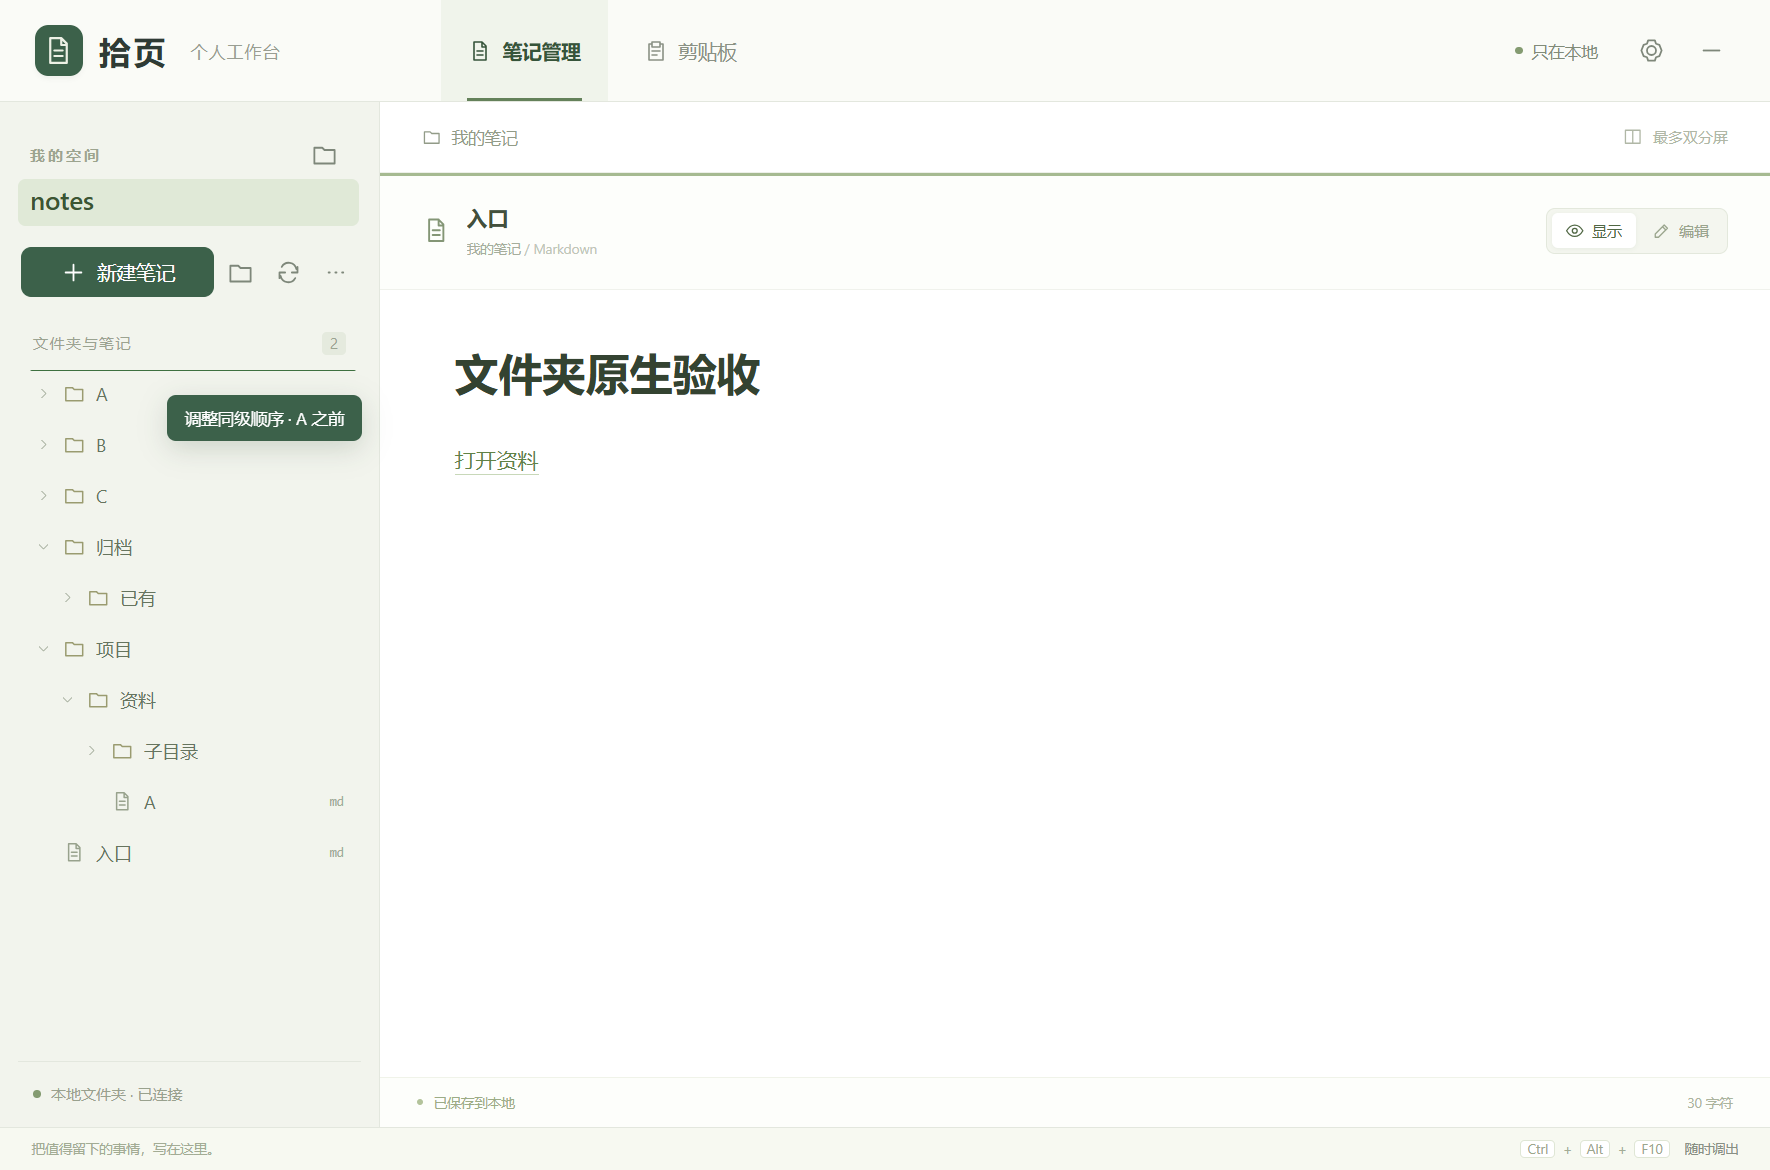 拾页 个人工作台 笔记管理 剪贴板 只在本地
我的空间
notes
新建笔记
文件夹与笔记 2
A
调整同级顺序 · A 之前
B
C
归档
已有
项目
资料
子目录
A md
入口 md
本地文件夹 · 已连接
我的笔记 最多双分屏
入口
我的笔记 / Markdown
显示 编辑
文件夹原生验收
打开资料
已保存到本地 30 字符
把值得留下的事情，写在这里。 Ctrl + Alt + F10 随时调出